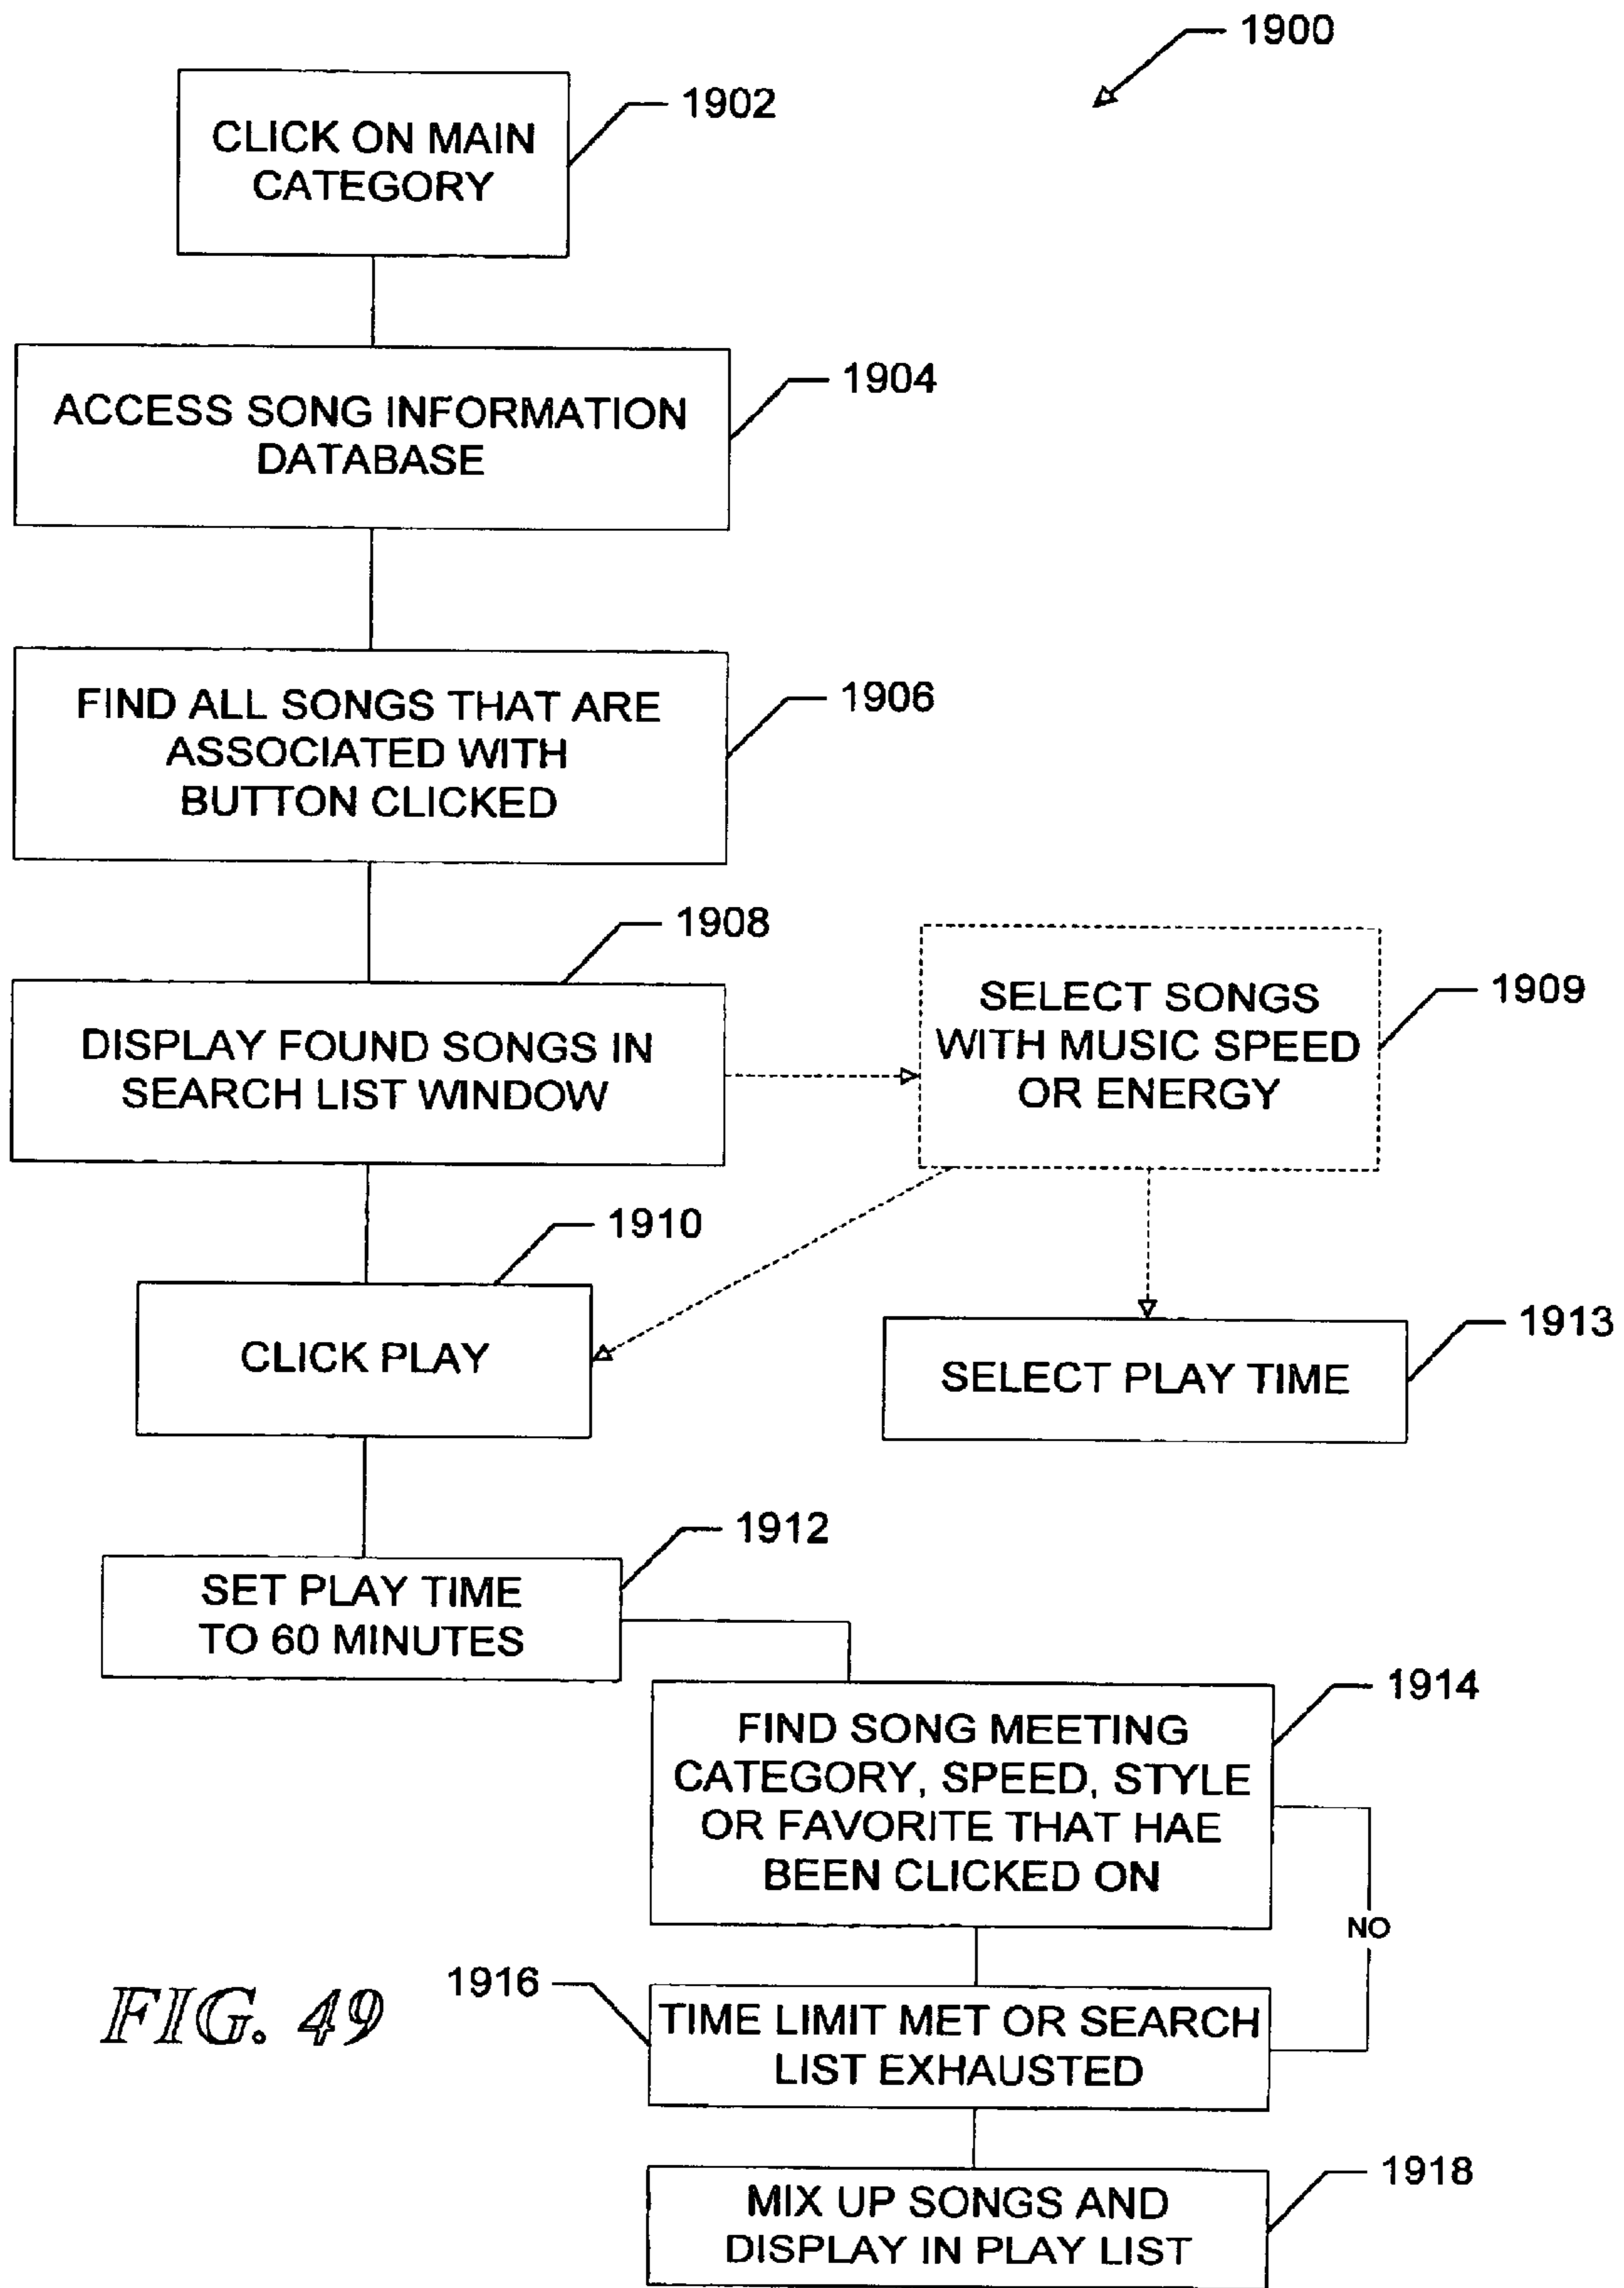 1900
CLICK ON MAIN
CATEGORY
1902
ACCESS SONG INFORMATION
DATABASE
1904
FIND ALL SONGS THAT ARE
ASSOCIATED WITH
BUTTON CLICKED
1906
DISPLAY FOUND SONGS IN
SEARCH LIST WINDOW
1908
SELECT SONGS
WITH MUSIC SPEED
OR ENERGY
1909
CLICK PLAY
1910
SELECT PLAY TIME
1913
SET PLAY TIME
TO 60 MINUTES
1912
FIND SONG MEETING
CATEGORY, SPEED, STYLE
OR FAVORITE THAT HAE
BEEN CLICKED ON
1914
NO
TIME LIMIT MET OR SEARCH
LIST EXHAUSTED
1916
MIX UP SONGS AND
DISPLAY IN PLAY LIST
1918
FIG. 49